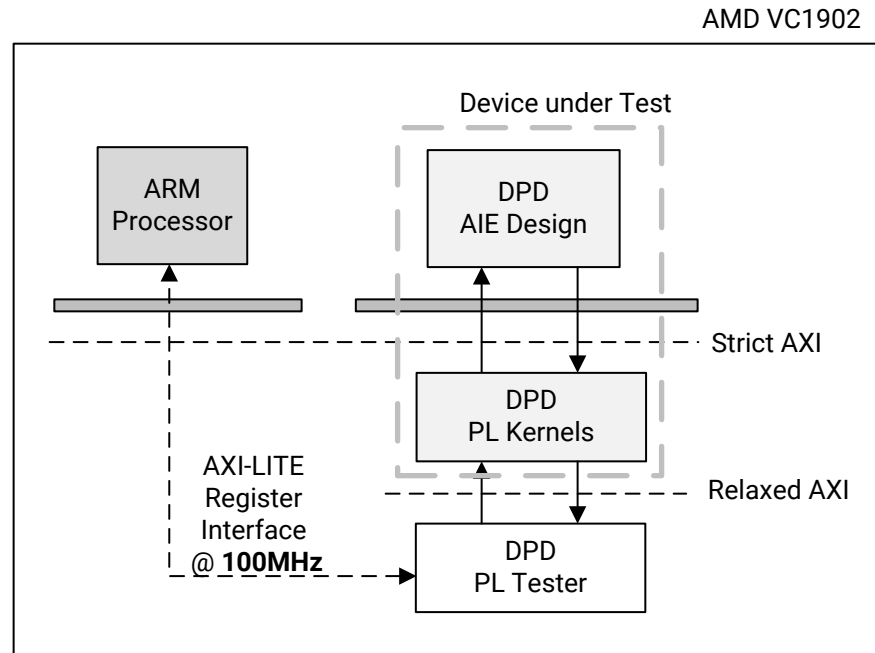 AMD VC1902
Device under Test
ARM
Processor
DPD
AIE Design
Strict AXI
DPD
PL Kernels
AXI-LITE
Register
Interface
@ 100MHz
Relaxed AXI
DPD
PL Tester